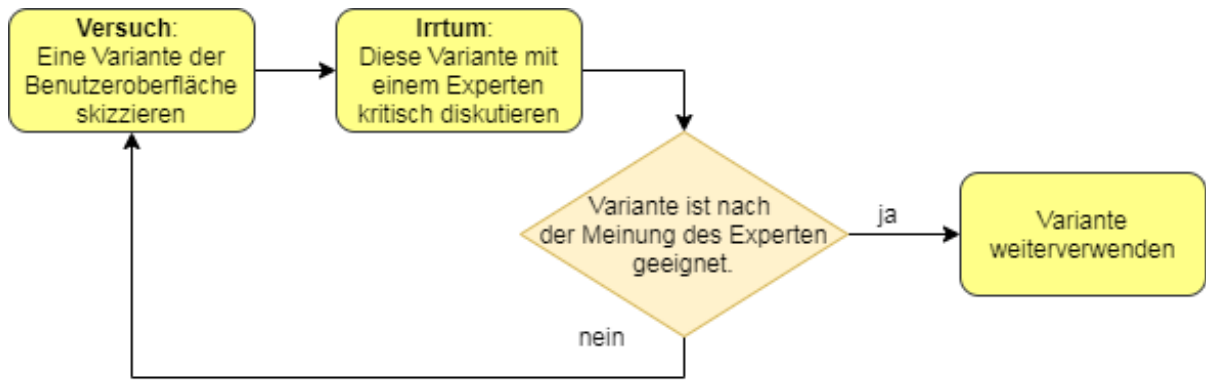 Versuch:
Eine Variante der
Benutzeroberfläche
skizzieren
Irrtum:
Diese Variante mit
einem Experten
kritisch diskutieren
Variante ist nach
der Meinung des Experten
geeignet.
ja
Variante
weiterverwenden
nein